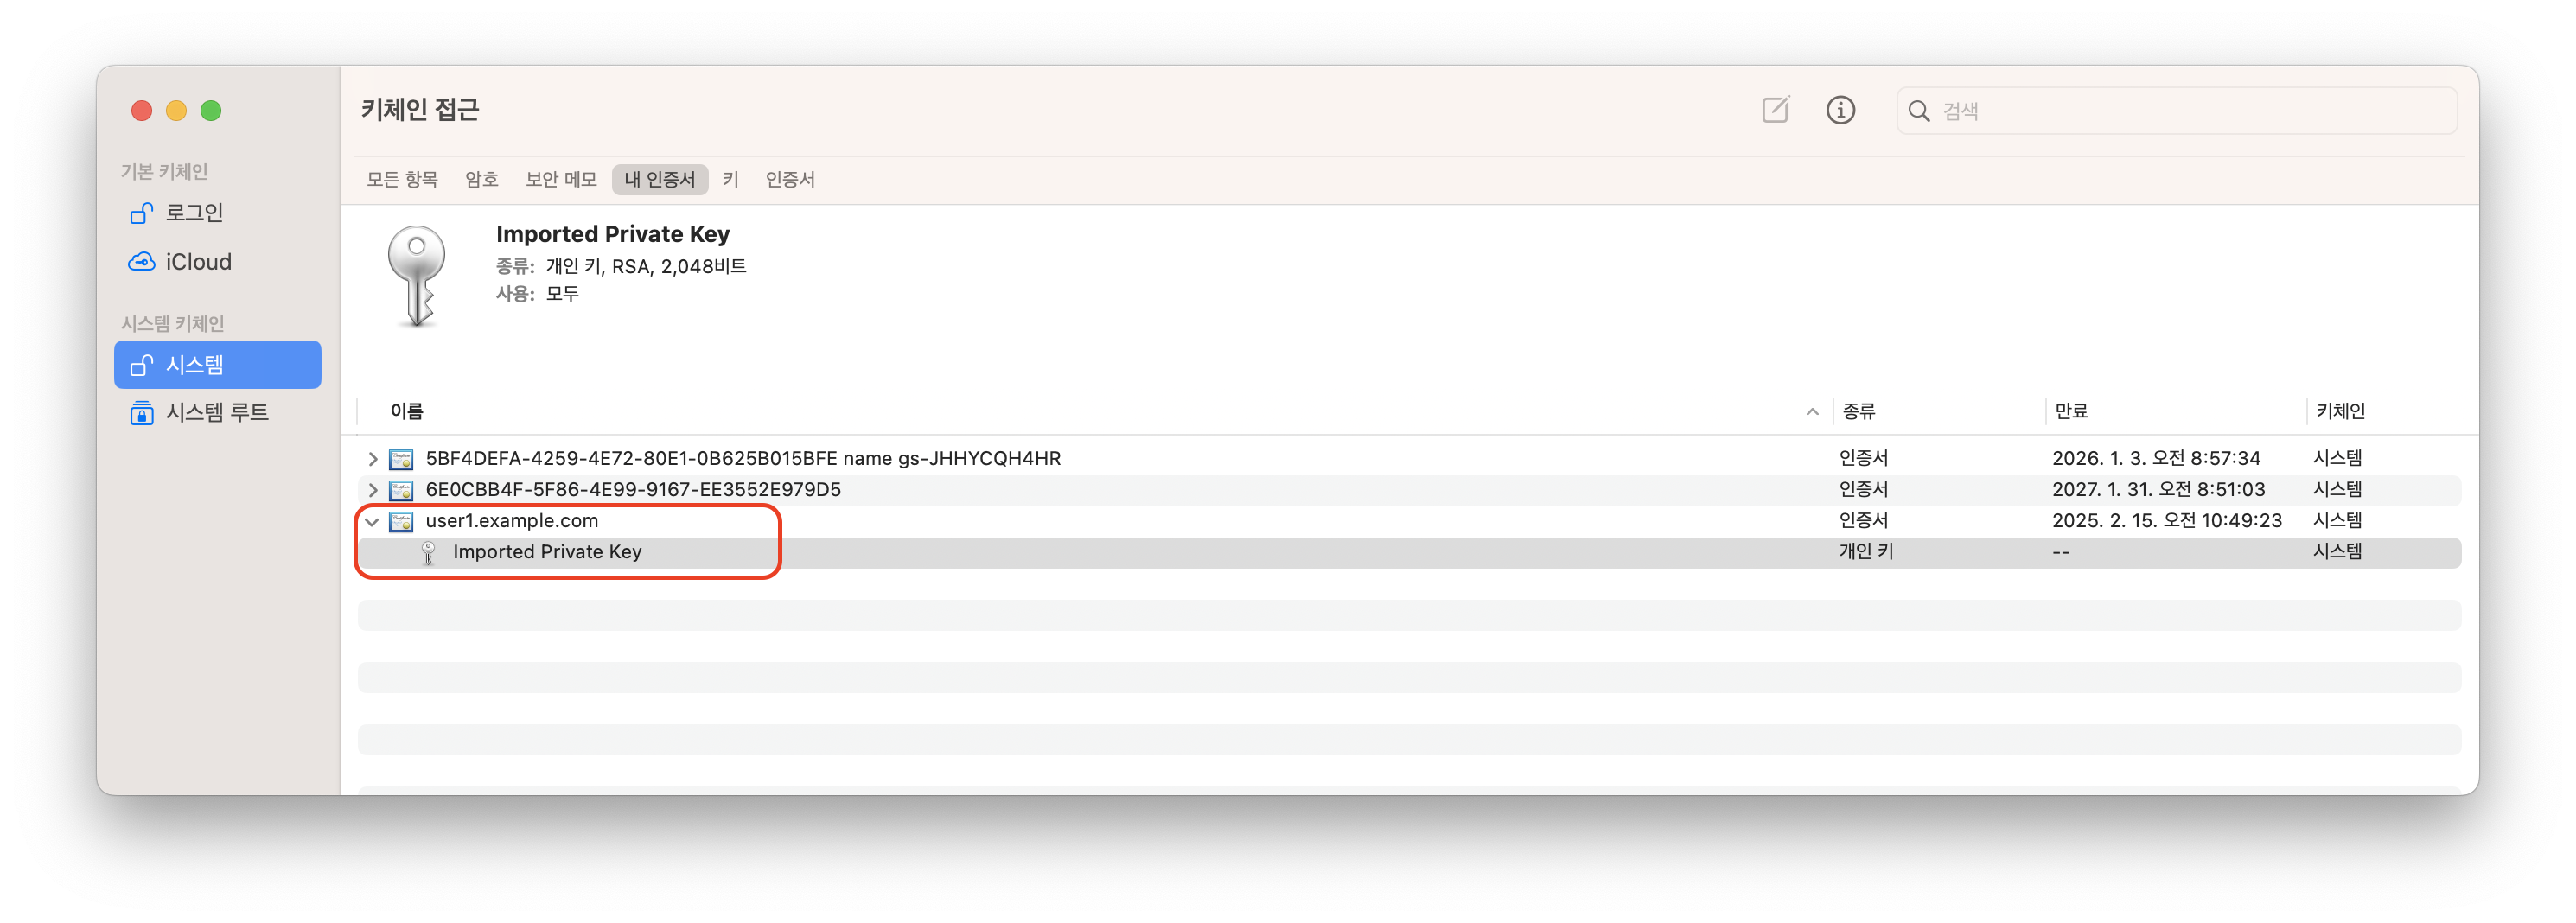 키체인 접근
검색
기본 키체인
로그인
iCloud
시스템 키체인
시스템
시스템 루트
모든 항목 암호 보안 메모 내 인증서 키 인증서
Imported Private Key
종류: 개인 키, RSA, 2,048비트
사용: 모두
이름 종류 만료 키체인
5BF4DEFA-4259-4E72-80E1-0B625B015BFE name gs-JHHYCQH4HR 인증서 2026. 1. 3. 오전 8:57:34 시스템
6E0CBB4F-5F86-4E99-9167-EE3552E979D5 인증서 2027. 1. 31. 오전 8:51:03 시스템
user1.example.com 인증서 2025. 2. 15. 오전 10:49:23 시스템
Imported Private Key 개인 키 -- 시스템